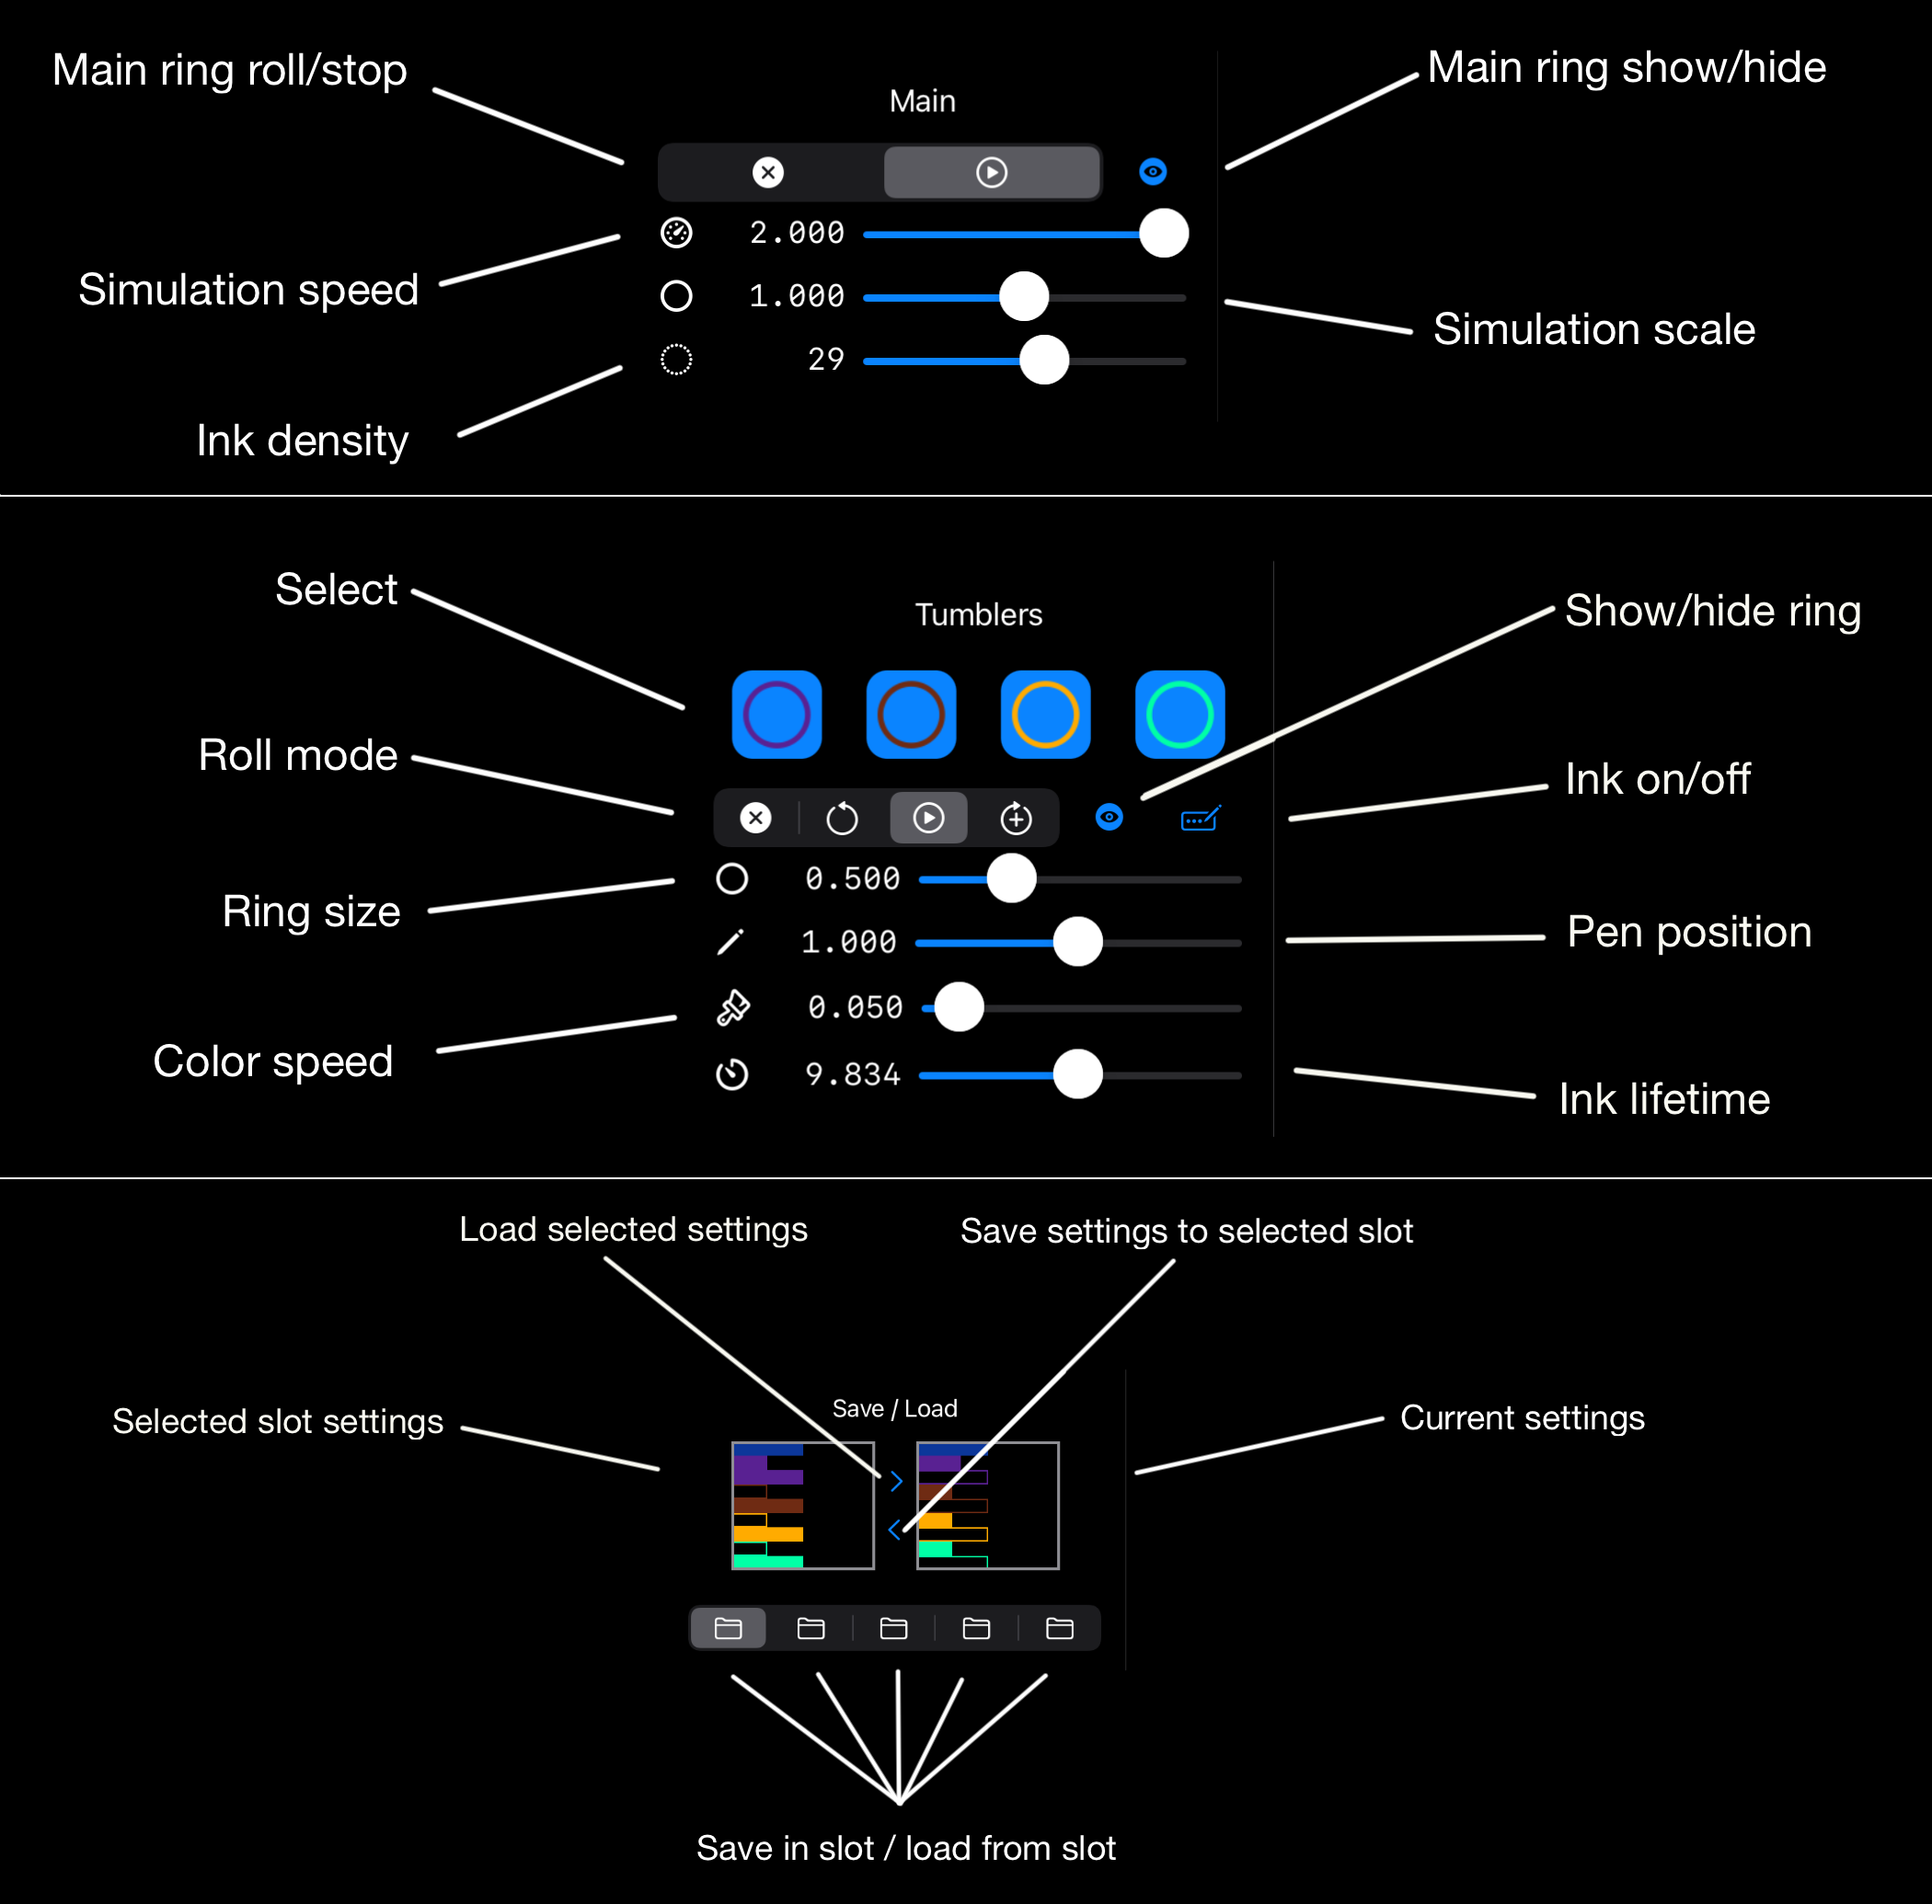 Main ring roll/stop
Main ring show/hide
Main
2.000
Simulation speed
1.000
Simulation scale
29
Ink density
Select
Tumblers
Show/hide ring
Roll mode
Ink on/off
0.500
Ring size
Pen position
1.000
0.050
Color speed
9.834
Ink lifetime
Load selected settings
Save settings to selected slot
Selected slot settings
Save / Load
Current settings
Save in slot / load from slot